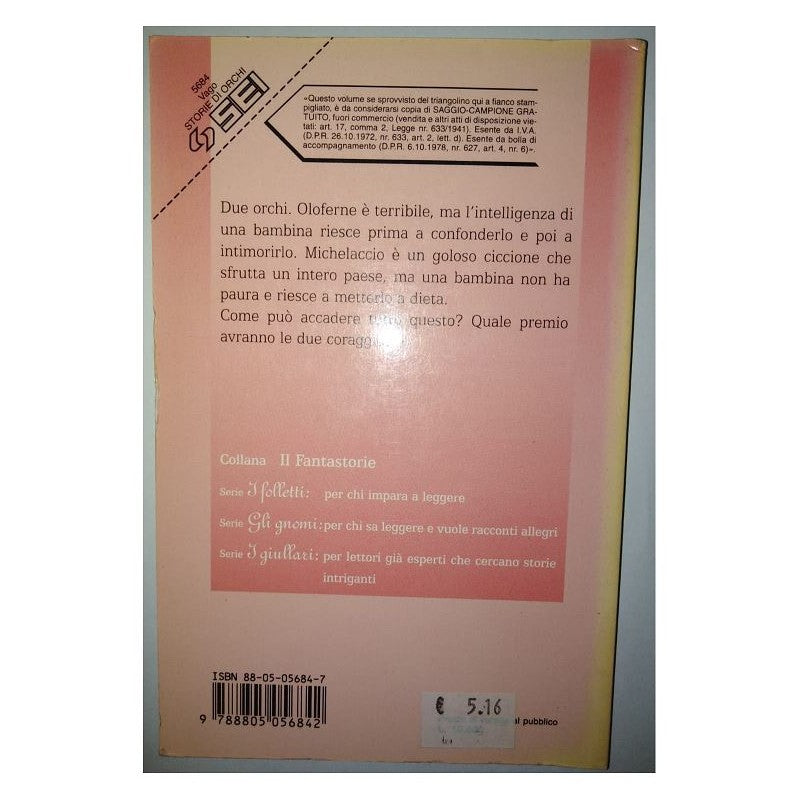 5684
Vago
STORIE DI ORCHI
SEI
«Questo volume se sprovvisto del triangolino qui a fianco stam-
pigliato, è da considerarsi copia di SAGGIO-CAMPIONE GRA-
TUITO, fuori commercio (vendita e altri atti di disposizione vie-
tati: art. 17, comma 2, Legge nr. 633/1941). Esente da I.V.A.
(D.P.R. 26.10.1972, nr. 633, art. 2, lett. d). Esente da bolla di
accompagnamento (D.P.R. 6.10.1978, nr. 627, art. 4, nr. 6)».
Due orchi. Oloferne è terribile, ma l'intelligenza di
una bambina riesce prima a confonderlo e poi a
intimorirlo. Michelaccio è un goloso ciccione che
sfrutta un intero paese, ma una bambina non ha
paura e riesce a metterlo a dieta.
Come può accadere tutto questo? Quale premio
avranno le due
Collana Il Fantastorie
Serie I folletti: per chi impara a leggere
Serie Gli gnomi: per chi sa leggere e vuole racconti allegri
Serie I giullari: per lettori già esperti che cercano storie
intriganti
ISBN 88-05-05684-7
9 788805 056842
€ 5.16
al pubblico